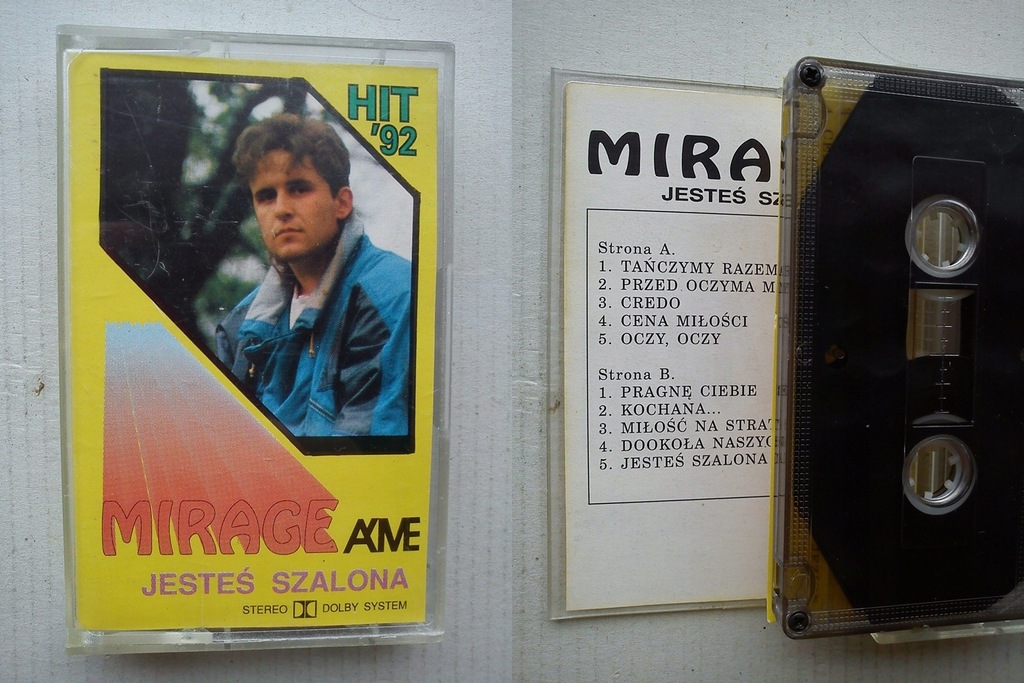 HIT
'92
MIRAGE AKME
JESTEŚ SZALONA
STEREO DOLBY SYSTEM
MIRA
JESTEŚ
Strona A.
1. TAŃCZYMY RAZEM
2. PRZED OCZYMA
3. CREDO
4. CENA MIŁOŚCI
5. OCZY, OCZY
Strona B.
1. PRAGNĘ CIEBIE
2. KOCHANA...
3. MIŁOŚĆ NA
4. DOOKOŁA
5. JESTEŚ SZALONA